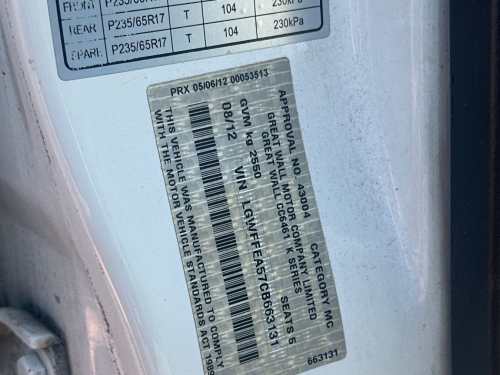 FRONT P235/65R17 T 104 230kPa
REAR P235/65R17 T 104 230kPa
SPARE P235/65R17 T 104 230kPa
PRX 05/06/12 00053513
APPROVAL NO. 43004 CATEGORY MC
GREAT WALL MOTOR COMPANY LIMITED
GREAT WALL CC6461 K SERIES
GVM kg 2550 SEATS 5
08/12 VIN LGWFFEA57CB663131
THIS VEHICLE WAS MANUFACTURED TO COMPLY
WITH THE MOTOR VEHICLE STANDARDS ACT 1989
663131